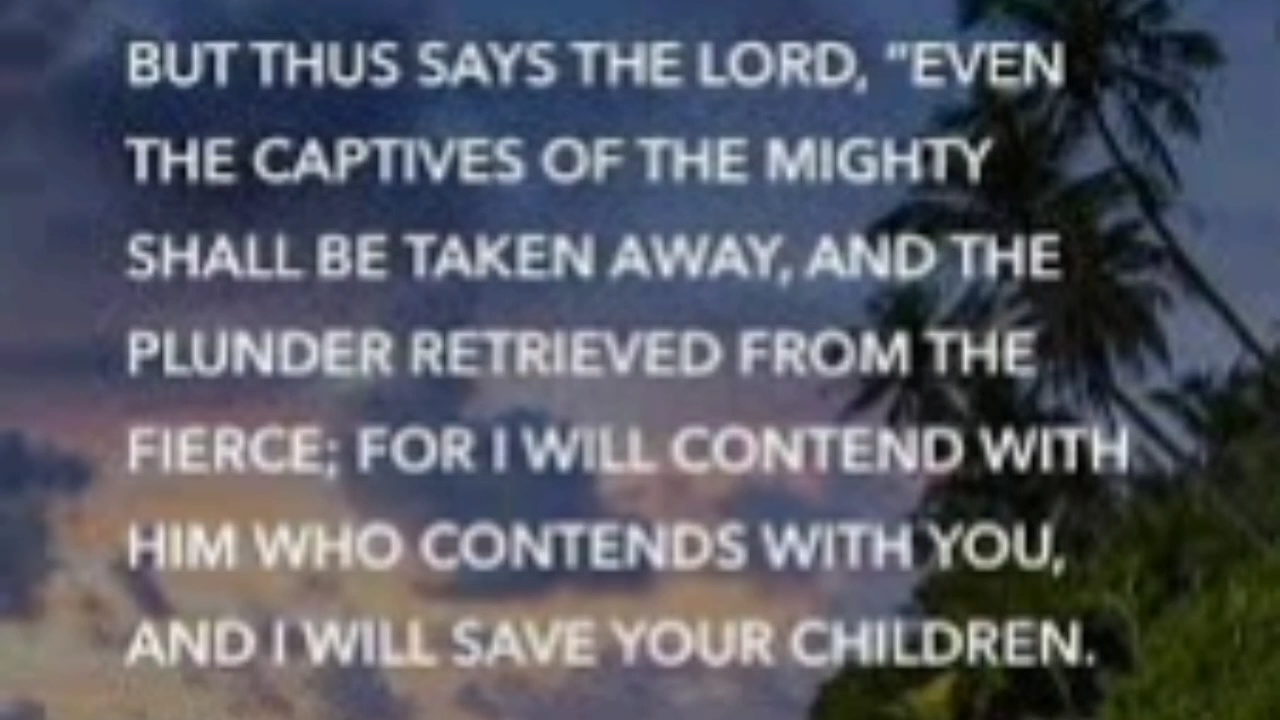 BUT THUS SAYS THE LORD, "EVEN
THE CAPTIVES OF THE MIGHTY
SHALL BE TAKEN AWAY, AND THE
PLUNDER RETRIEVED FROM THE
FIERCE; FOR I WILL CONTEND WITH
HIM WHO CONTENDS WITH YOU,
AND I WILL SAVE YOUR CHILDREN.